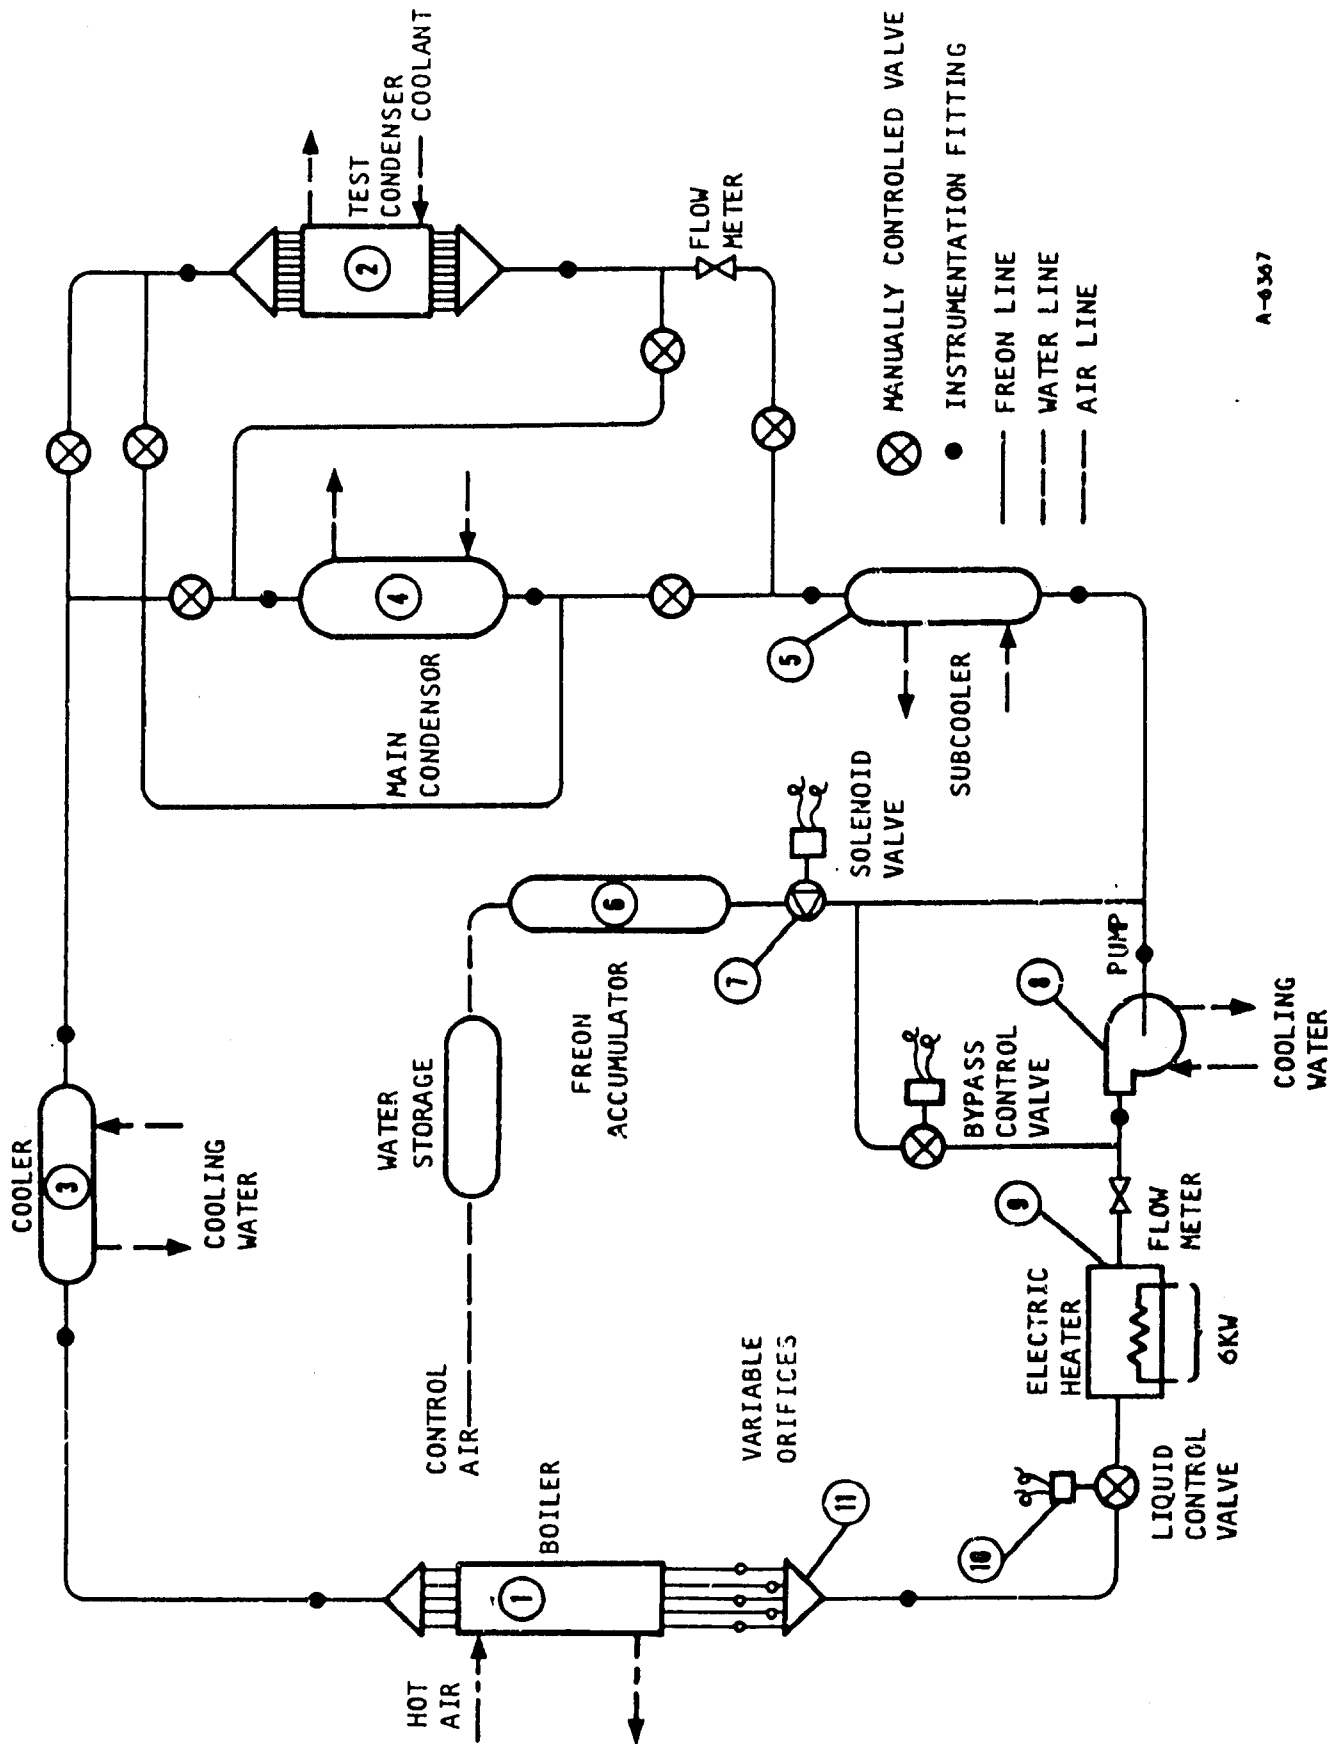 COOLER
3
COOLING
WATER
HOT
AIR
1
BOILER
CONTROL
AIR
WATER
STORAGE
FREON
ACCUMULATOR
6
7
SOLENOID
VALVE
VARIABLE
ORIFICES
11
10
LIQUID
CONTROL
VALVE
ELECTRIC
HEATER
6KW
9
FLOW
METER
BYPASS
CONTROL
VALVE
8
PUMP
COOLING
WATER
MAIN
CONDENSOR
4
5
SUBCOOLER
TEST
CONDENSER
COOLANT
2
FLOW
METER
MANUALLY CONTROLLED VALVE
INSTRUMENTATION FITTING
FREON LINE
WATER LINE
AIR LINE
A-6367